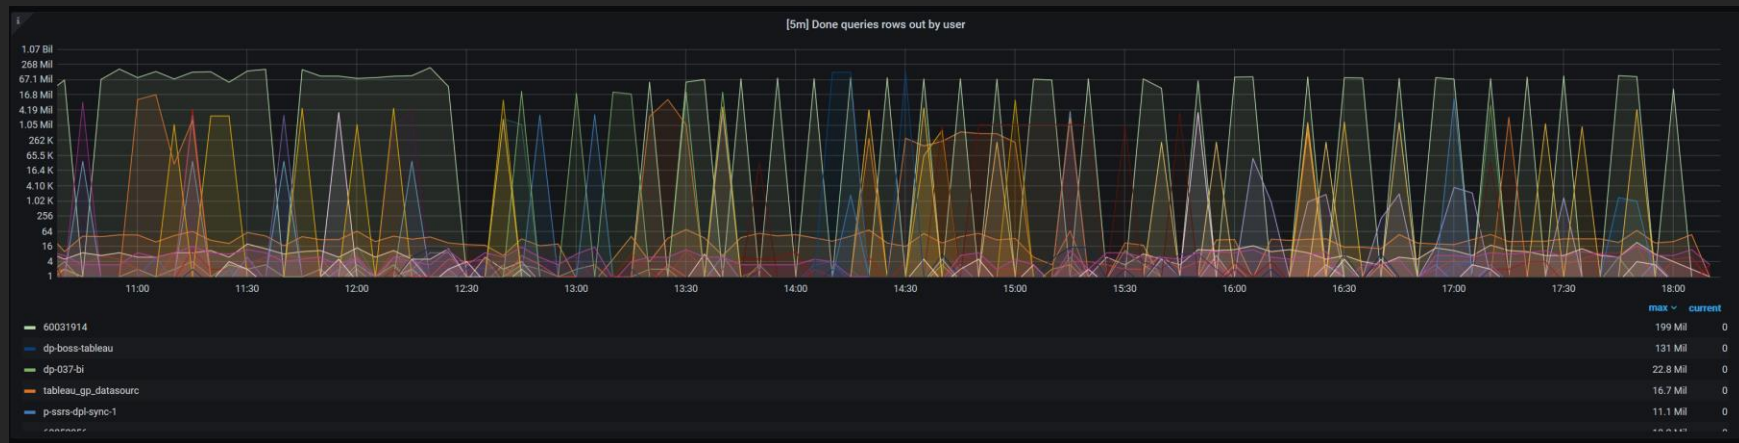 [5m] Done queries rows out by user
1.07 Bil
268 Mil
67.1 Mil
16.8 Mil
4.19 Mil
1.05 Mil
262 K
65.5 K
16.4 K
4.10 K
1.02 K
256
64
16
4
1
11:00 11:30 12:00 12:30 13:00 13:30 14:00 14:30 15:00 15:30 16:00 16:30 17:00 17:30 18:00
max current
60031914 199 Mil 0
dp-boss-tableau 131 Mil 0
dp-037-bi 22.8 Mil 0
tableau_gp_datasourc 16.7 Mil 0
p-ssrs-dpl-sync-1 11.1 Mil 0